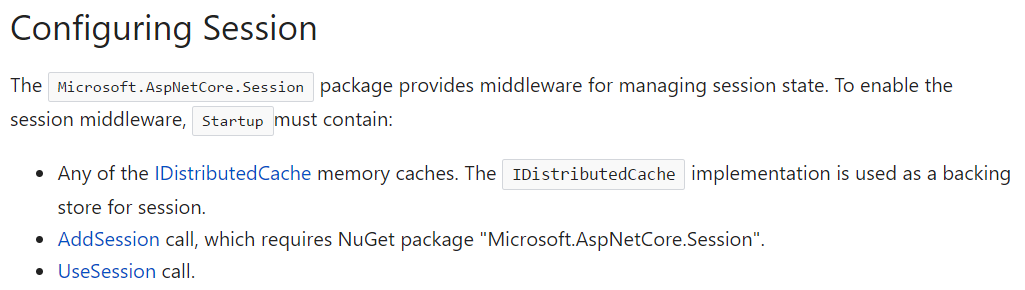 Configuring Session
The Microsoft.AspNetCore.Session package provides middleware for managing session state. To enable the
session middleware, Startup must contain:
• Any of the IDistributedCache memory caches. The IDistributedCache implementation is used as a backing
store for session.
• AddSession call, which requires NuGet package "Microsoft.AspNetCore.Session".
• UseSession call.